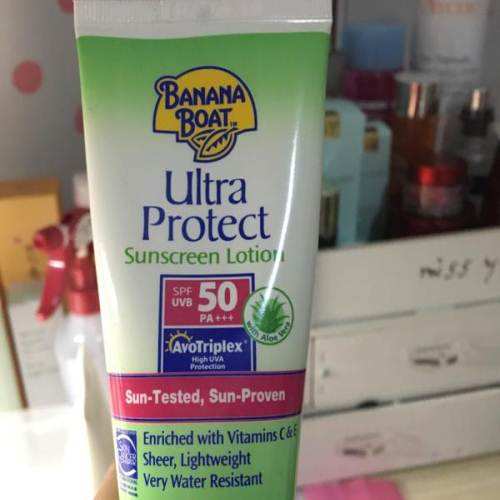 BANANA
BOAT
Ultra
Protect
Sunscreen Lotion
SPF
UVB
50
PA+++
with Aloe Vera
AvoTriplex
High UVA
Protection
Sun-Tested, Sun-Proven
Enriched with Vitamins C & E
Sheer, Lightweight
Very Water Resistant
miss y